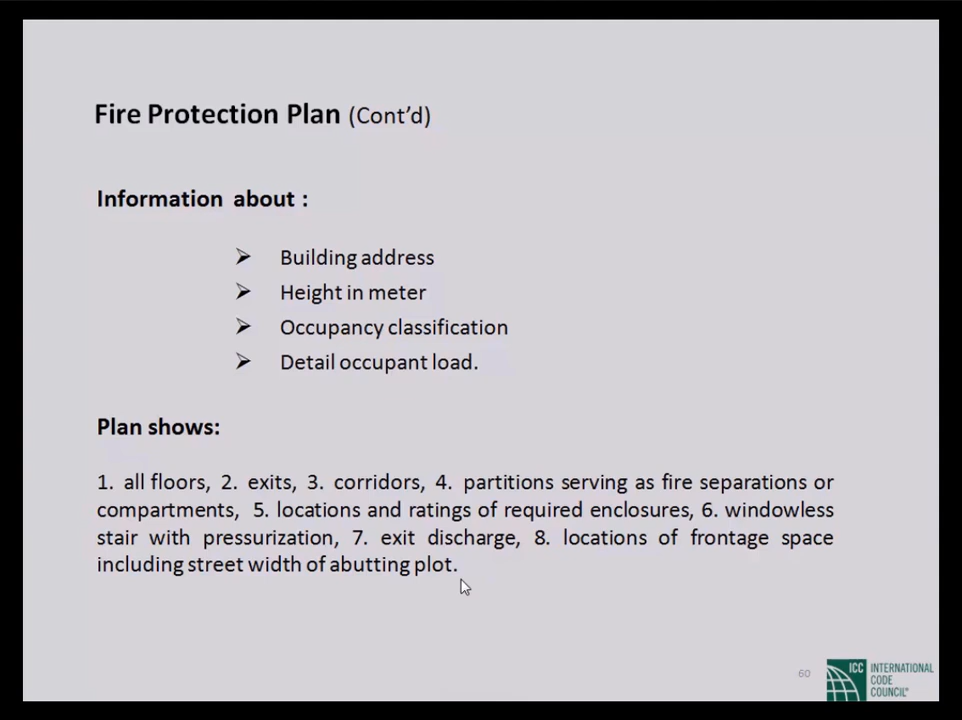 Fire Protection Plan (Cont'd)
Information about :
➢ Building address
➢ Height in meter
➢ Occupancy classification
➢ Detail occupant load.
Plan shows:
1. all floors, 2. exits, 3. corridors, 4. partitions serving as fire separations or
compartments, 5. locations and ratings of required enclosures, 6. windowless
stair with pressurization, 7. exit discharge, 8. locations of frontage space
including street width of abutting plot.
60
ICC INTERNATIONAL
CODE
COUNCIL®